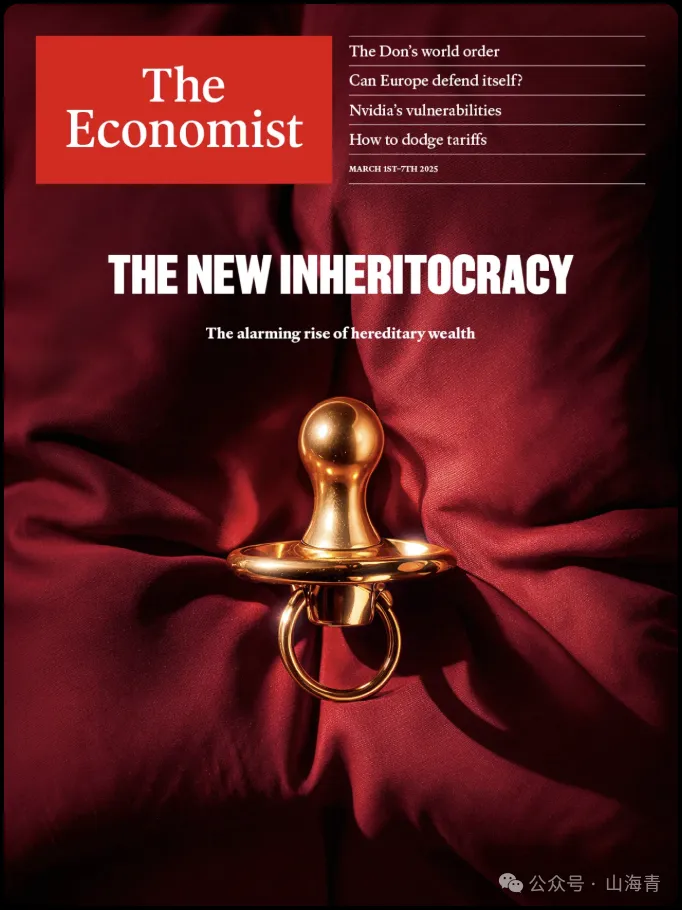 The
Economist
The Don's world order
Can Europe defend itself?
Nvidia's vulnerabilities
How to dodge tariffs
MARCH 1ST–7TH 2025
THE NEW INHERITOCRACY
The alarming rise of hereditary wealth
公众号 · 山海青